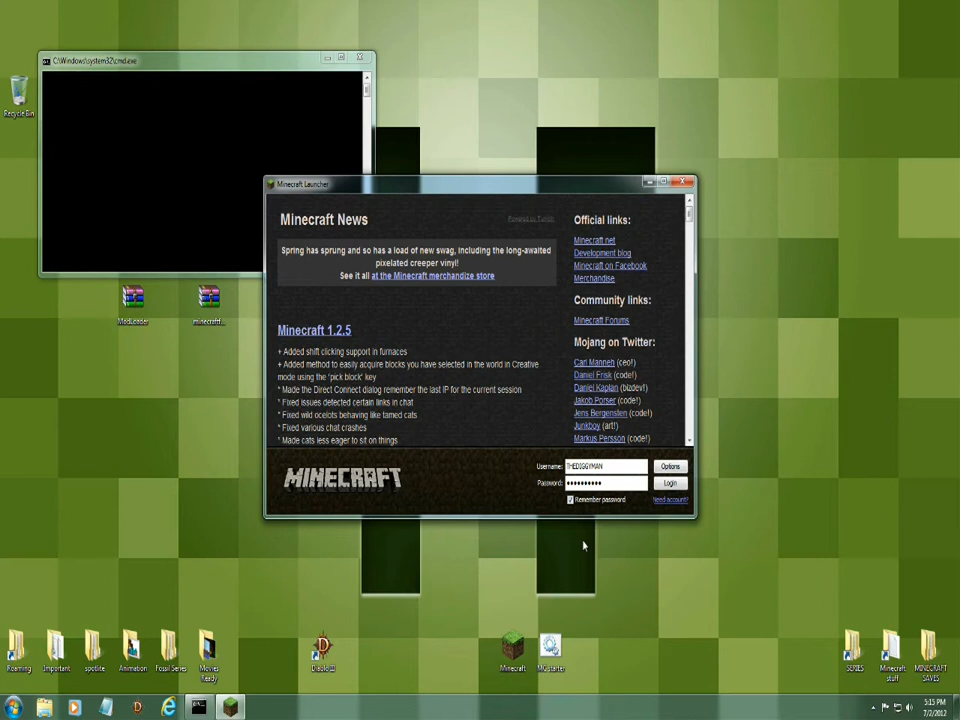 C:\Windows\system32\cmd.exe
Recycle Bin
Minecraft Launcher
Minecraft News
Powered by Tumblr
Spring has sprung and so has a load of new swag, including the long-awaited
pixelated creeper vinyl!
See it all at the Minecraft merchandize store
Minecraft 1.2.5
+ Added shift clicking support in furnaces
+ Added method to easily acquire blocks you have selected in the world in Creative
mode using the 'pick block' key
* Made the Direct Connect dialog remember the last IP for the current session
* Fixed issues detected certain links in chat
* Fixed wild ocelots behaving like tamed cats
* Fixed various chat crashes
* Made cats less eager to sit on things
Official links:
Minecraft.net
Development blog
Minecraft on Facebook
Merchandise
Community links:
Minecraft Forums
Mojang on Twitter:
Carl Manneh (ceo!)
Daniel Frisk (code!)
Daniel Kaplan (bizdev!)
Jakob Porser (code!)
Jens Bergensten (code!)
Junkboy (art!)
Markus Persson (code!)
ModLoader
minecraftf...
MINECRAFT
Username: THEDIGGYMAN
Options
Password: ••••••••••
Login
Remember password
Need account?
Roaming
Important
spotlite
Animation
Fossil Series
Movies
Ready
Diablo III
Minecraft
MCstarter
SERIES
Minecraft
stuff
MINECRAFT
SAVES
5:15 PM
7/2/2012